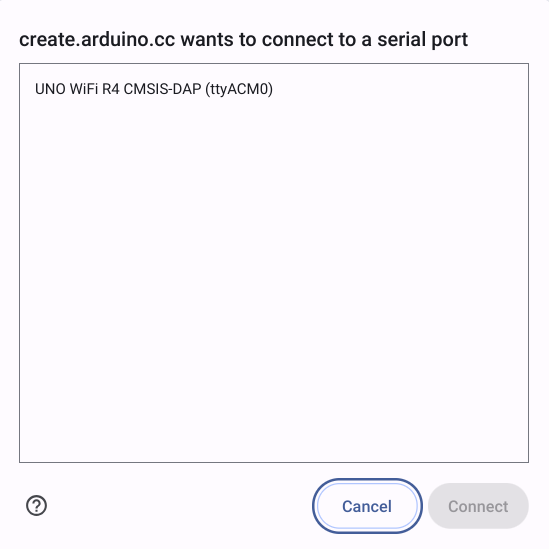 create.arduino.cc wants to connect to a serial port
UNO WiFi R4 CMSIS-DAP (ttyACM0)
Cancel
Connect